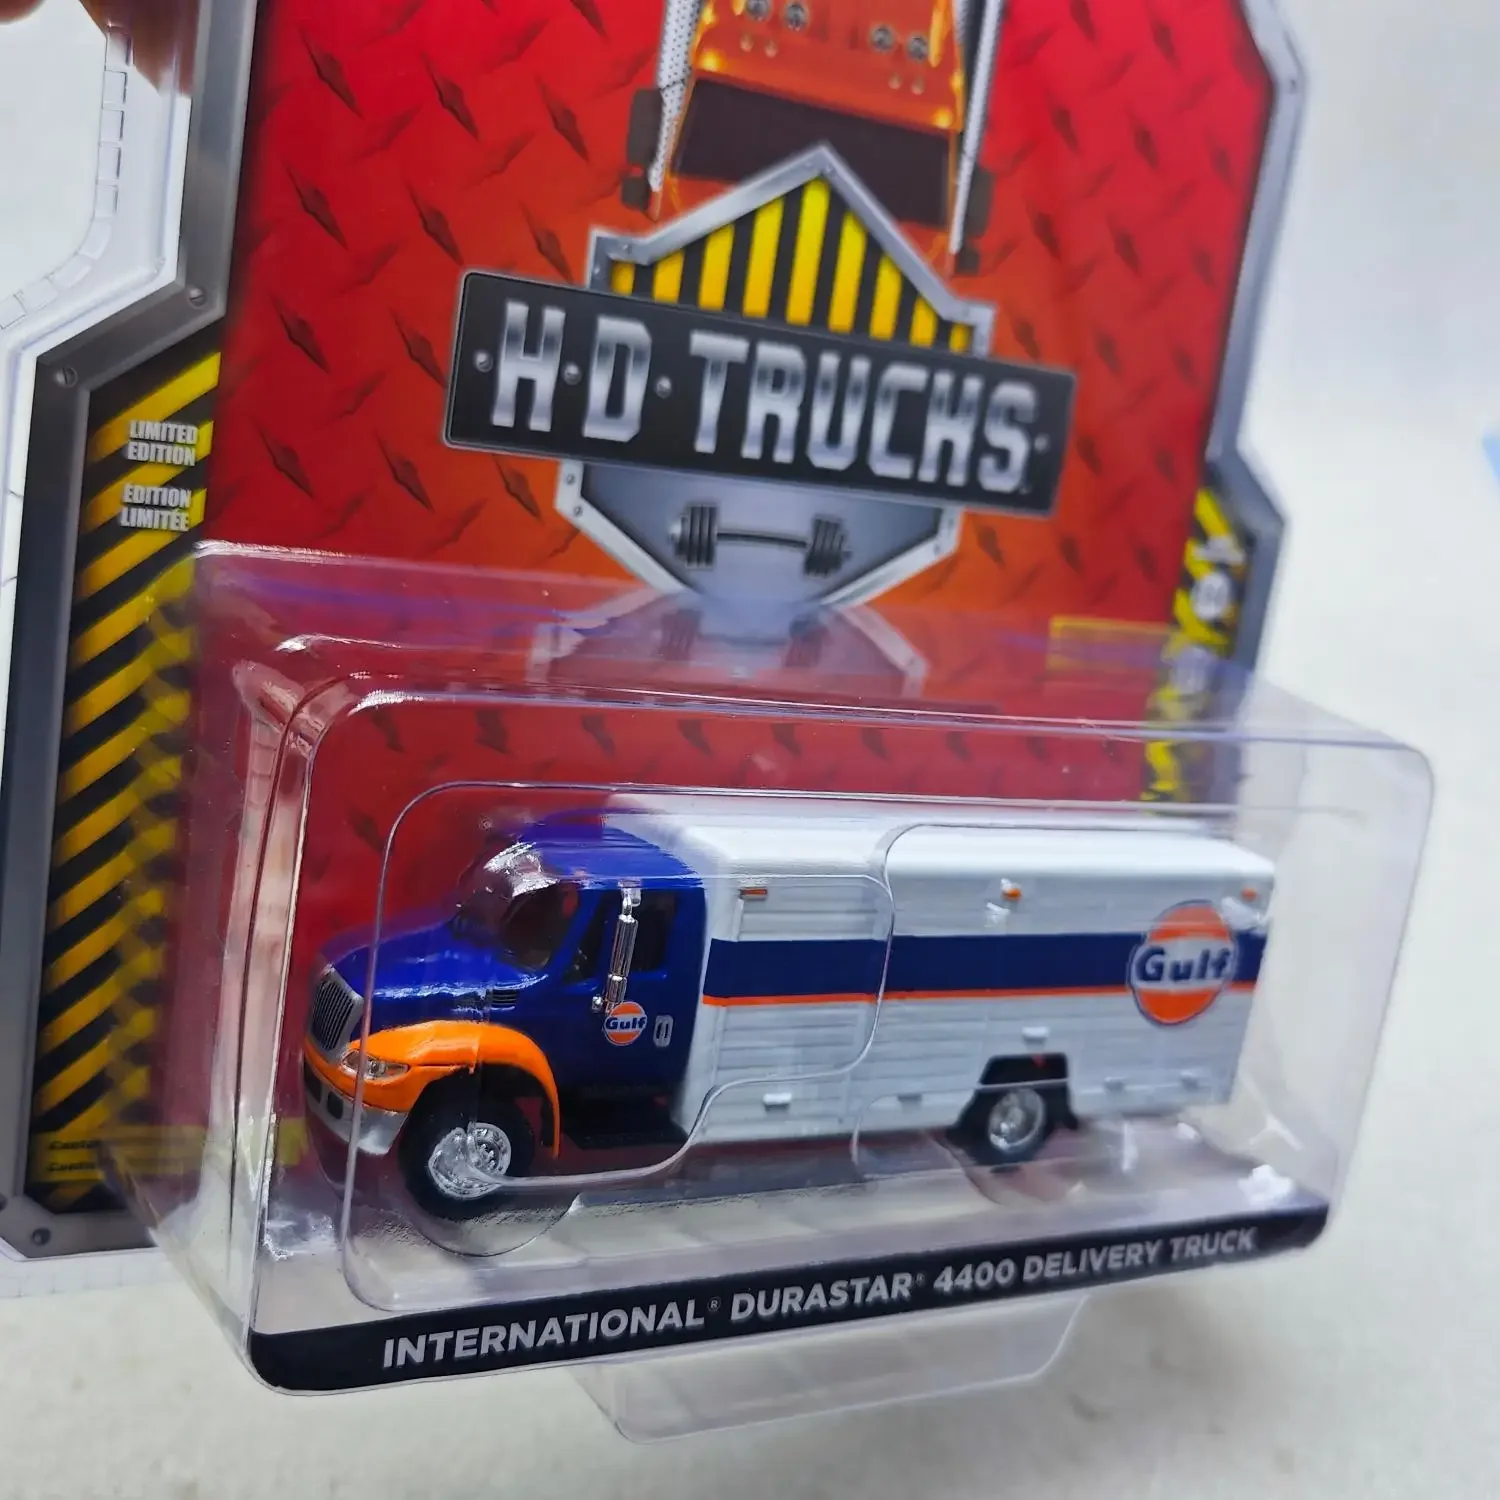 LIMITED
EDITION
EDITION
LIMITÉE
H·D·TRUCKS
Gulf
Gulf
INTERNATIONAL® DURASTAR® 4400 DELIVERY TRUCK